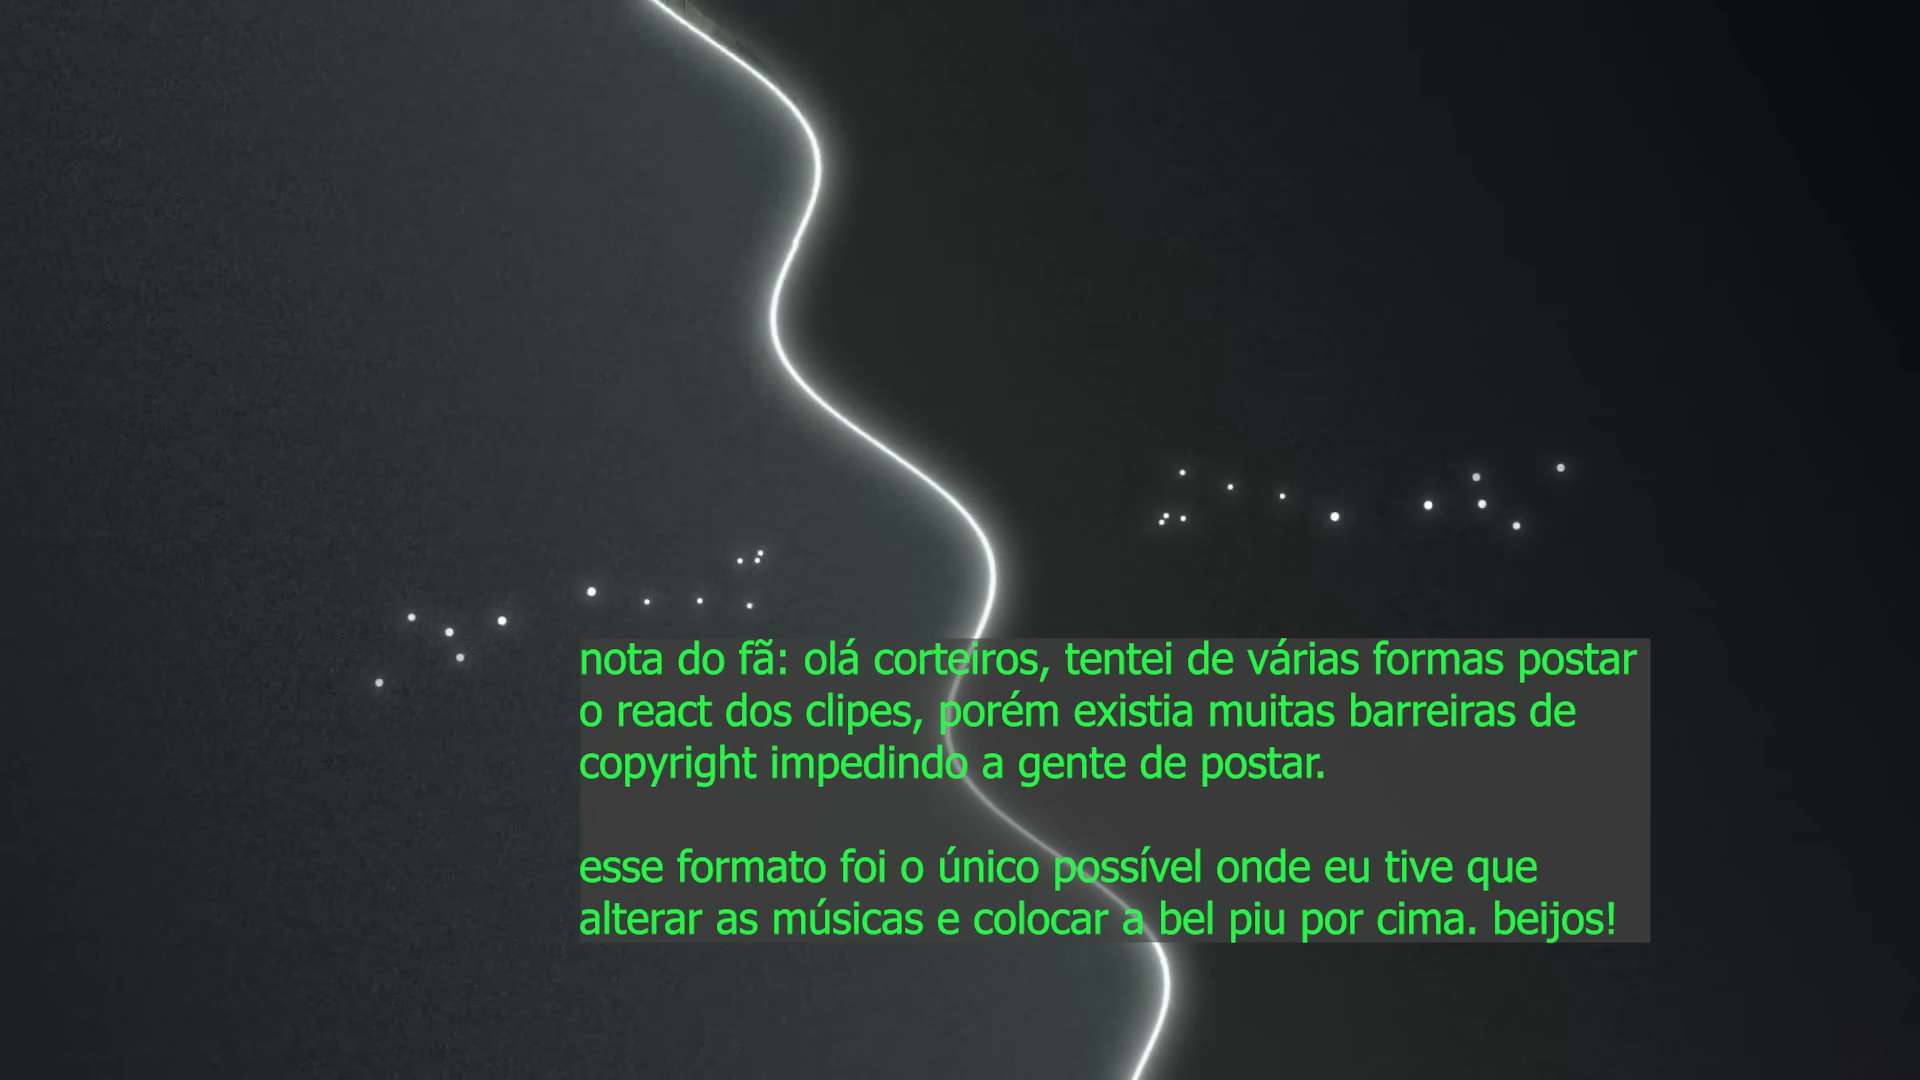 nota do fã: olá corteiros, tentei de várias formas postar
o react dos clipes, porém existia muitas barreiras de
copyright impedindo a gente de postar.
esse formato foi o único possível onde eu tive que
alterar as músicas e colocar a bel piu por cima. beijos!